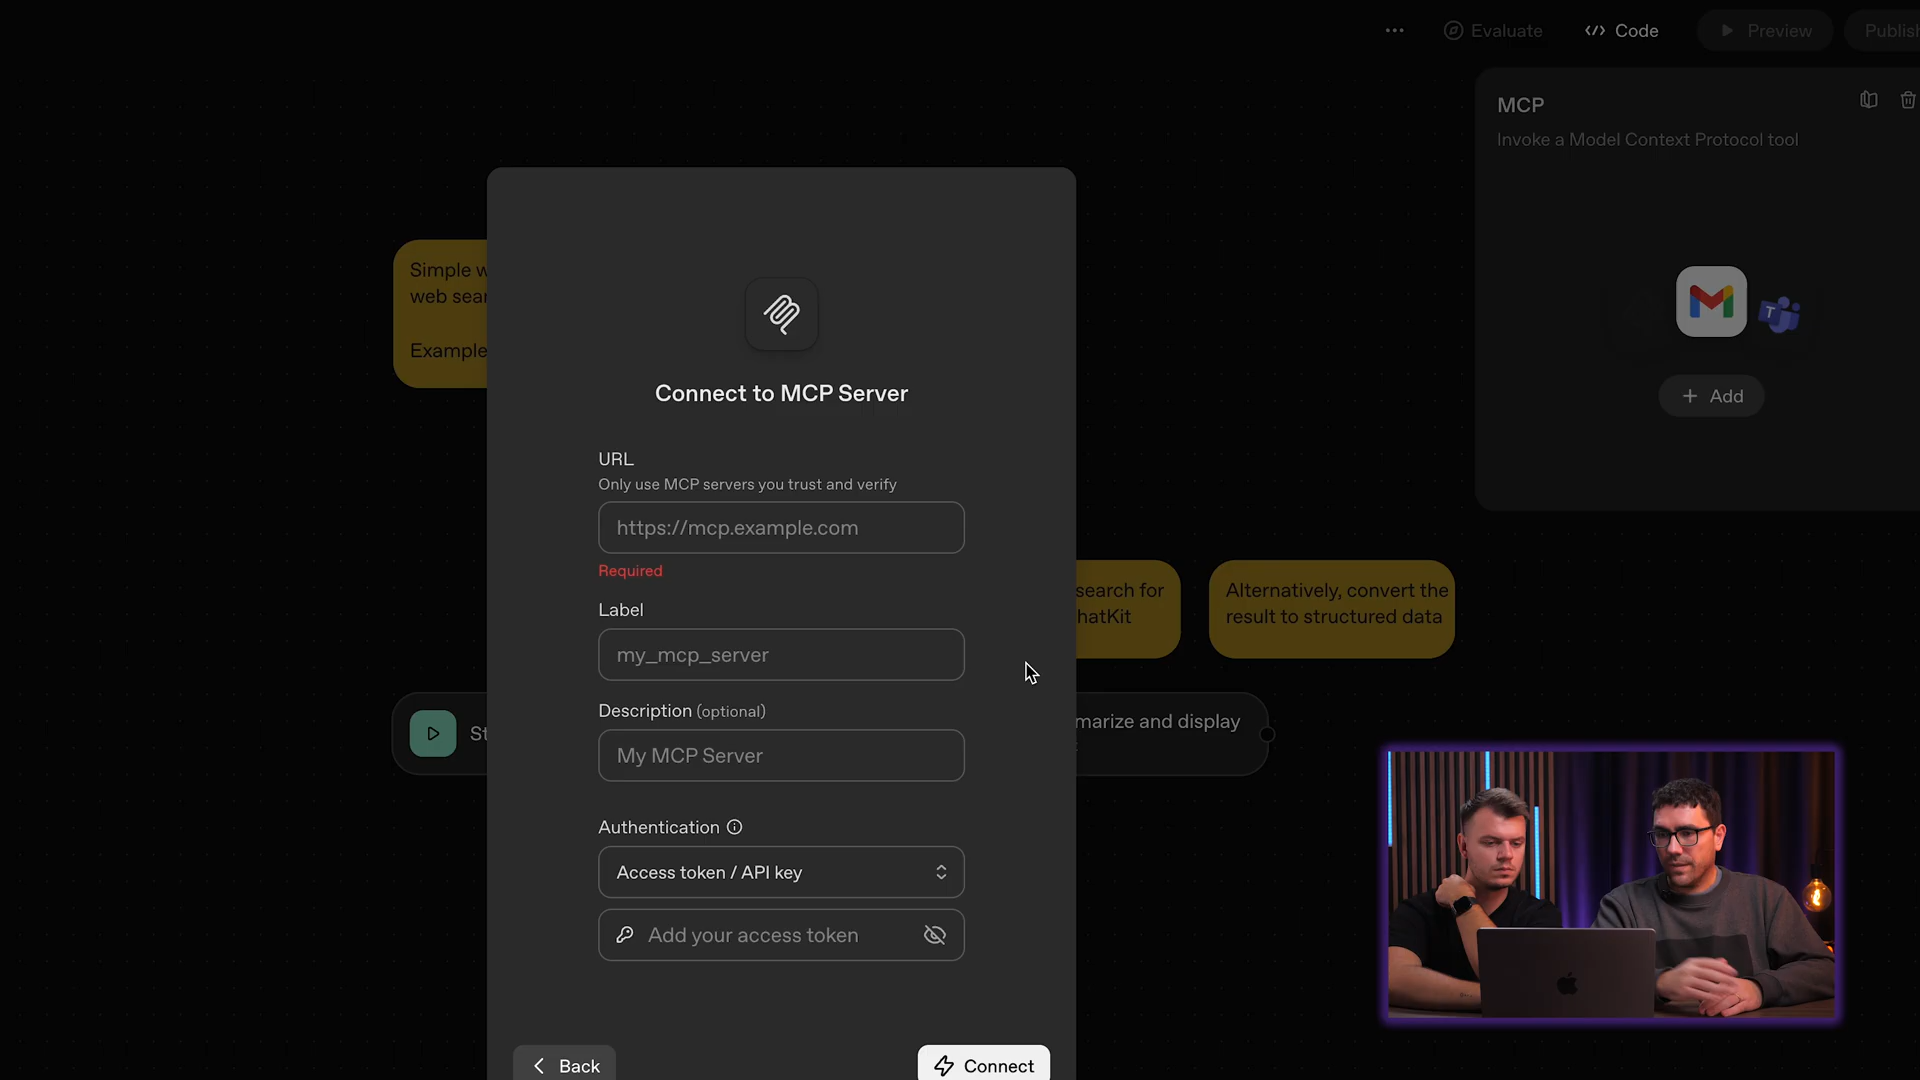 Evaluate
Code
Preview
Publish
MCP
Invoke a Model Context Protocol tool
Add
Simple w
web sear
Example
Connect to MCP Server
URL
Only use MCP servers you trust and verify
https://mcp.example.com
Required
Label
my_mcp_server
Description (optional)
My MCP Server
Authentication
Access token / API key
Add your access token
Back
Connect
search for
hatKit
Alternatively, convert the
result to structured data
St
marize and display